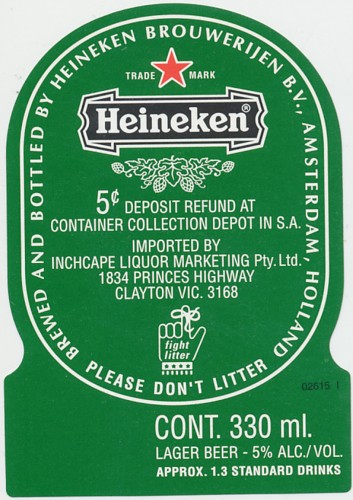 BREWED AND BOTTLED BY HEINEKEN BROUWERIJEN B.V., AMSTERDAM, HOLLAND
TRADE MARK
Heineken®
5¢ DEPOSIT REFUND AT
CONTAINER COLLECTION DEPOT IN S.A.
IMPORTED BY
INCHCAPE LIQUOR MARKETING Pty. Ltd.
1834 PRINCES HIGHWAY
CLAYTON VIC. 3168
fight
litter
PLEASE DON'T LITTER
02615 1
CONT. 330 ml.
LAGER BEER - 5% ALC./VOL.
APPROX. 1.3 STANDARD DRINKS